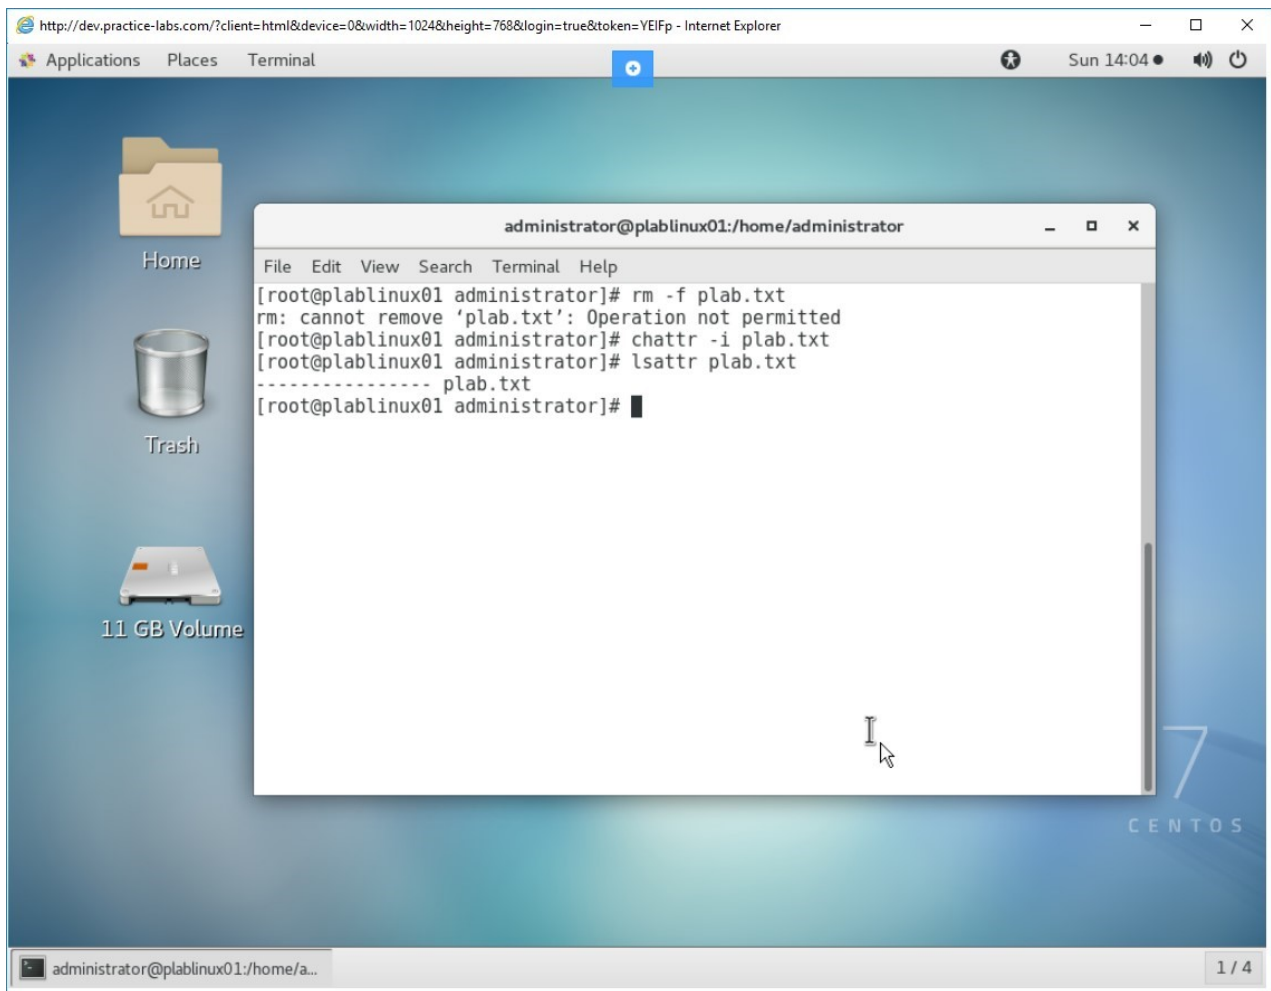 http://dev.practice-labs.com/?client=html&device=0&width=1024&height=768&login=true&token=YEIFp - Internet Explorer
Applications Places Terminal Sun 14:04
Home
Trash
11 GB Volume
administrator@plablinux01:/home/administrator
File Edit View Search Terminal Help
[root@plablinux01 administrator]# rm -f plab.txt
rm: cannot remove ‘plab.txt’: Operation not permitted
[root@plablinux01 administrator]# chattr -i plab.txt
[root@plablinux01 administrator]# lsattr plab.txt
---------------- plab.txt
[root@plablinux01 administrator]#
7
CENTOS
administrator@plablinux01:/home/a...
1 / 4